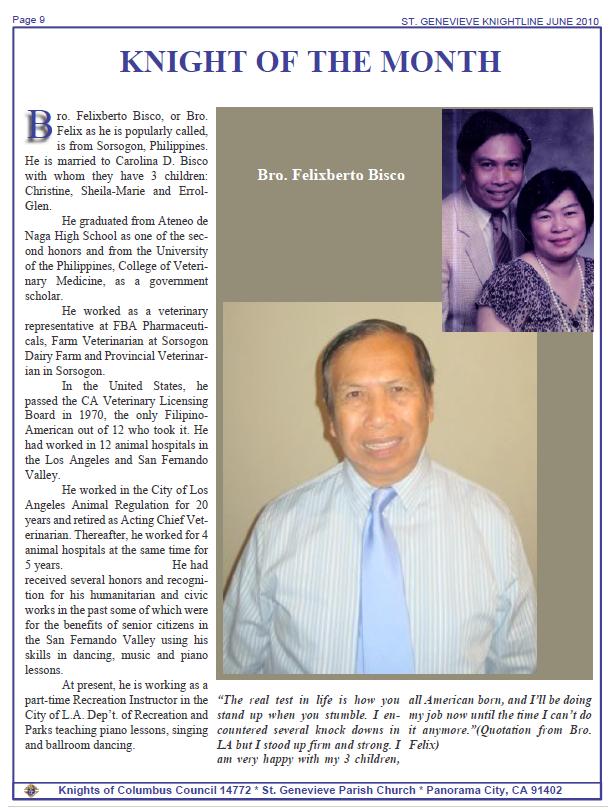 Page 9
ST. GENEVIEVE KNIGHTLINE JUNE 2010
KNIGHT OF THE MONTH
Bro. Felixberto Bisco, or Bro.
Felix as he is popularly called,
is from Sorsogon, Philippines.
He is married to Carolina D. Bisco
with whom they have 3 children:
Christine, Sheila-Marie and Errol-
Glen.
He graduated from Ateneo de
Naga High School as one of the sec-
ond honors and from the University
of the Philippines, College of Veteri-
nary Medicine, as a government
scholar.
He worked as a veterinary
representative at FBA Pharmaceuti-
cals, Farm Veterinarian at Sorsogon
Dairy Farm and Provincial Veterinar-
ian in Sorsogon.
In the United States, he
passed the CA Veterinary Licensing
Board in 1970, the only Filipino-
American out of 12 who took it. He
had worked in 12 animal hospitals in
the Los Angeles and San Fernando
Valley.
He worked in the City of Los
Angeles Animal Regulation for 20
years and retired as Acting Chief Vet-
erinarian. Thereafter, he worked for 4
animal hospitals at the same time for
5 years. He had
received several honors and recogni-
tion for his humanitarian and civic
works in the past some of which were
for the benefits of senior citizens in
the San Fernando Valley using his
skills in dancing, music and piano
lessons.
At present, he is working as a
part-time Recreation Instructor in the
City of L.A. Dep’t. of Recreation and
Parks teaching piano lessons, singing
and ballroom dancing.
Bro. Felixberto Bisco
“The real test in life is how you
stand up when you stumble. I en-
countered several knock downs in
LA but I stood up firm and strong. I
am very happy with my 3 children,
all American born, and I’ll be doing
my job now until the time I can’t do
it anymore.”(Quotation from Bro.
Felix)
Knights of Columbus Council 14772 * St. Genevieve Parish Church * Panorama City, CA 91402